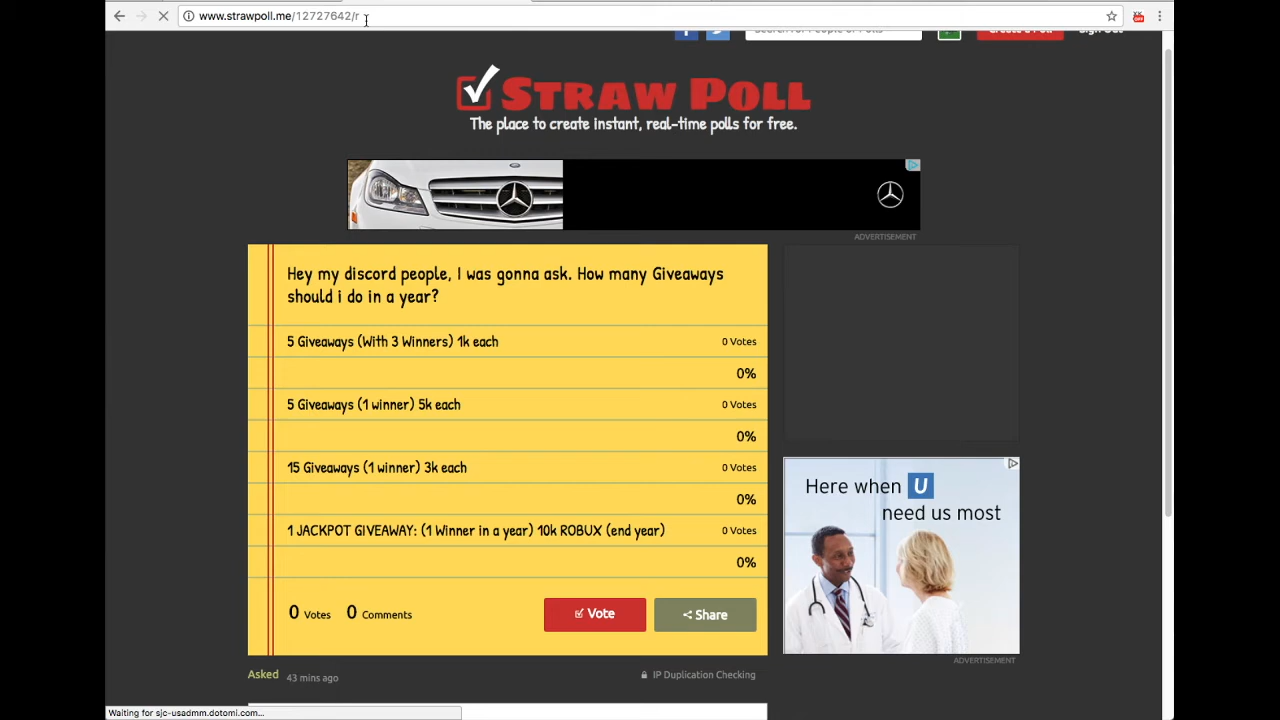 www.strawpoll.me/12727642/r
Search for People or Polls
Create a Poll
Sign Out
STRAW POLL
The place to create instant, real-time polls for free.
ADVERTISEMENT
Hey my discord people, I was gonna ask. How many Giveaways
should i do in a year?
5 Giveaways (With 3 Winners) 1k each
0 Votes
0%
5 Giveaways (1 winner) 5k each
0 Votes
0%
15 Giveaways (1 winner) 3k each
0 Votes
0%
1 JACKPOT GIVEAWAY: (1 Winner in a year) 10k ROBUX (end year)
0 Votes
0%
0 Votes 0 Comments
Vote
Share
Here when U
need us most
ADVERTISEMENT
Asked 43 mins ago
IP Duplication Checking
Waiting for sjc-usadmm.dotomi.com...